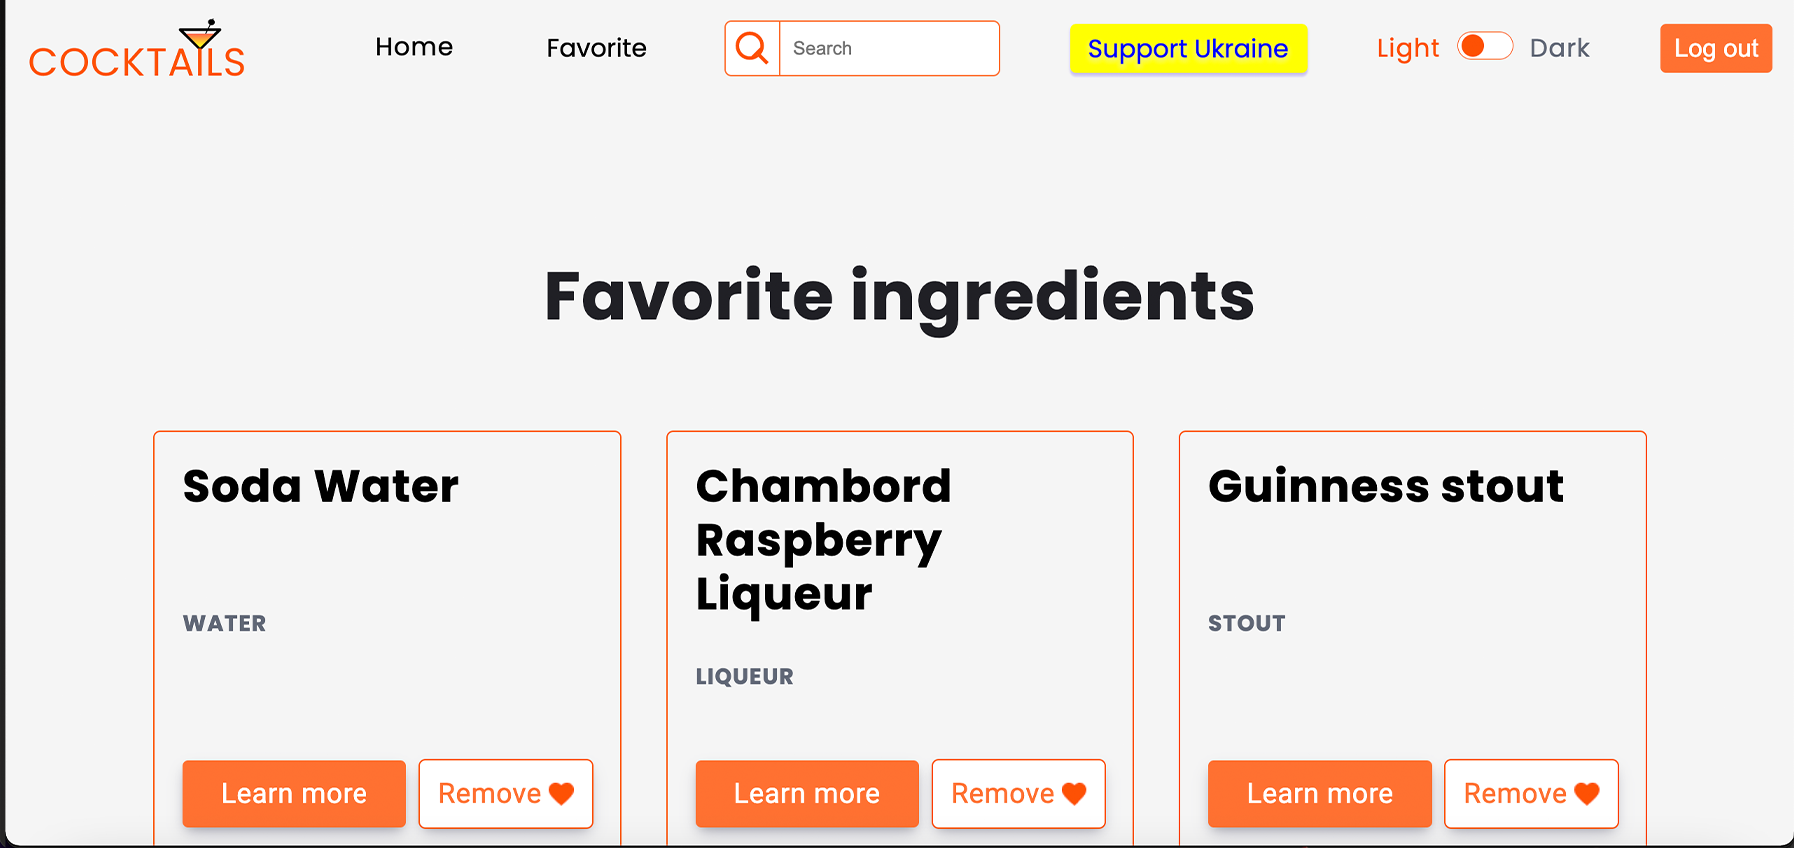 COCKTAILS
Home
Favorite
Search
Support Ukraine
Light
Dark
Log out
Favorite ingredients
Soda Water
WATER
Learn more
Remove
Chambord
Raspberry
Liqueur
LIQUEUR
Learn more
Remove
Guinness stout
STOUT
Learn more
Remove